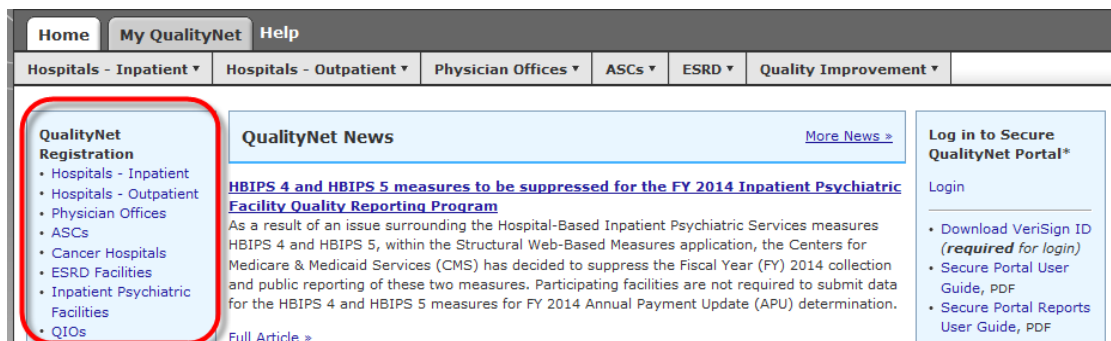 Home
My QualityNet
Help
Hospitals - Inpatient ▾
Hospitals - Outpatient ▾
Physician Offices ▾
ASCs ▾
ESRD ▾
Quality Improvement ▾
QualityNet
Registration
• Hospitals - Inpatient
• Hospitals - Outpatient
• Physician Offices
• ASCs
• Cancer Hospitals
• ESRD Facilities
• Inpatient Psychiatric
Facilities
• QIOs
QualityNet News
More News »
HBIPS 4 and HBIPS 5 measures to be suppressed for the FY 2014 Inpatient Psychiatric
Facility Quality Reporting Program
As a result of an issue surrounding the Hospital-Based Inpatient Psychiatric Services measures
HBIPS 4 and HBIPS 5, within the Structural Web-Based Measures application, the Centers for
Medicare & Medicaid Services (CMS) has decided to suppress the Fiscal Year (FY) 2014 collection
and public reporting of these two measures. Participating facilities are not required to submit data
for the HBIPS 4 and HBIPS 5 measures for FY 2014 Annual Payment Update (APU) determination.
Full Article »
Log in to Secure
QualityNet Portal*
Login
• Download VeriSign ID
(required for login)
• Secure Portal User
Guide, PDF
• Secure Portal Reports
User Guide, PDF